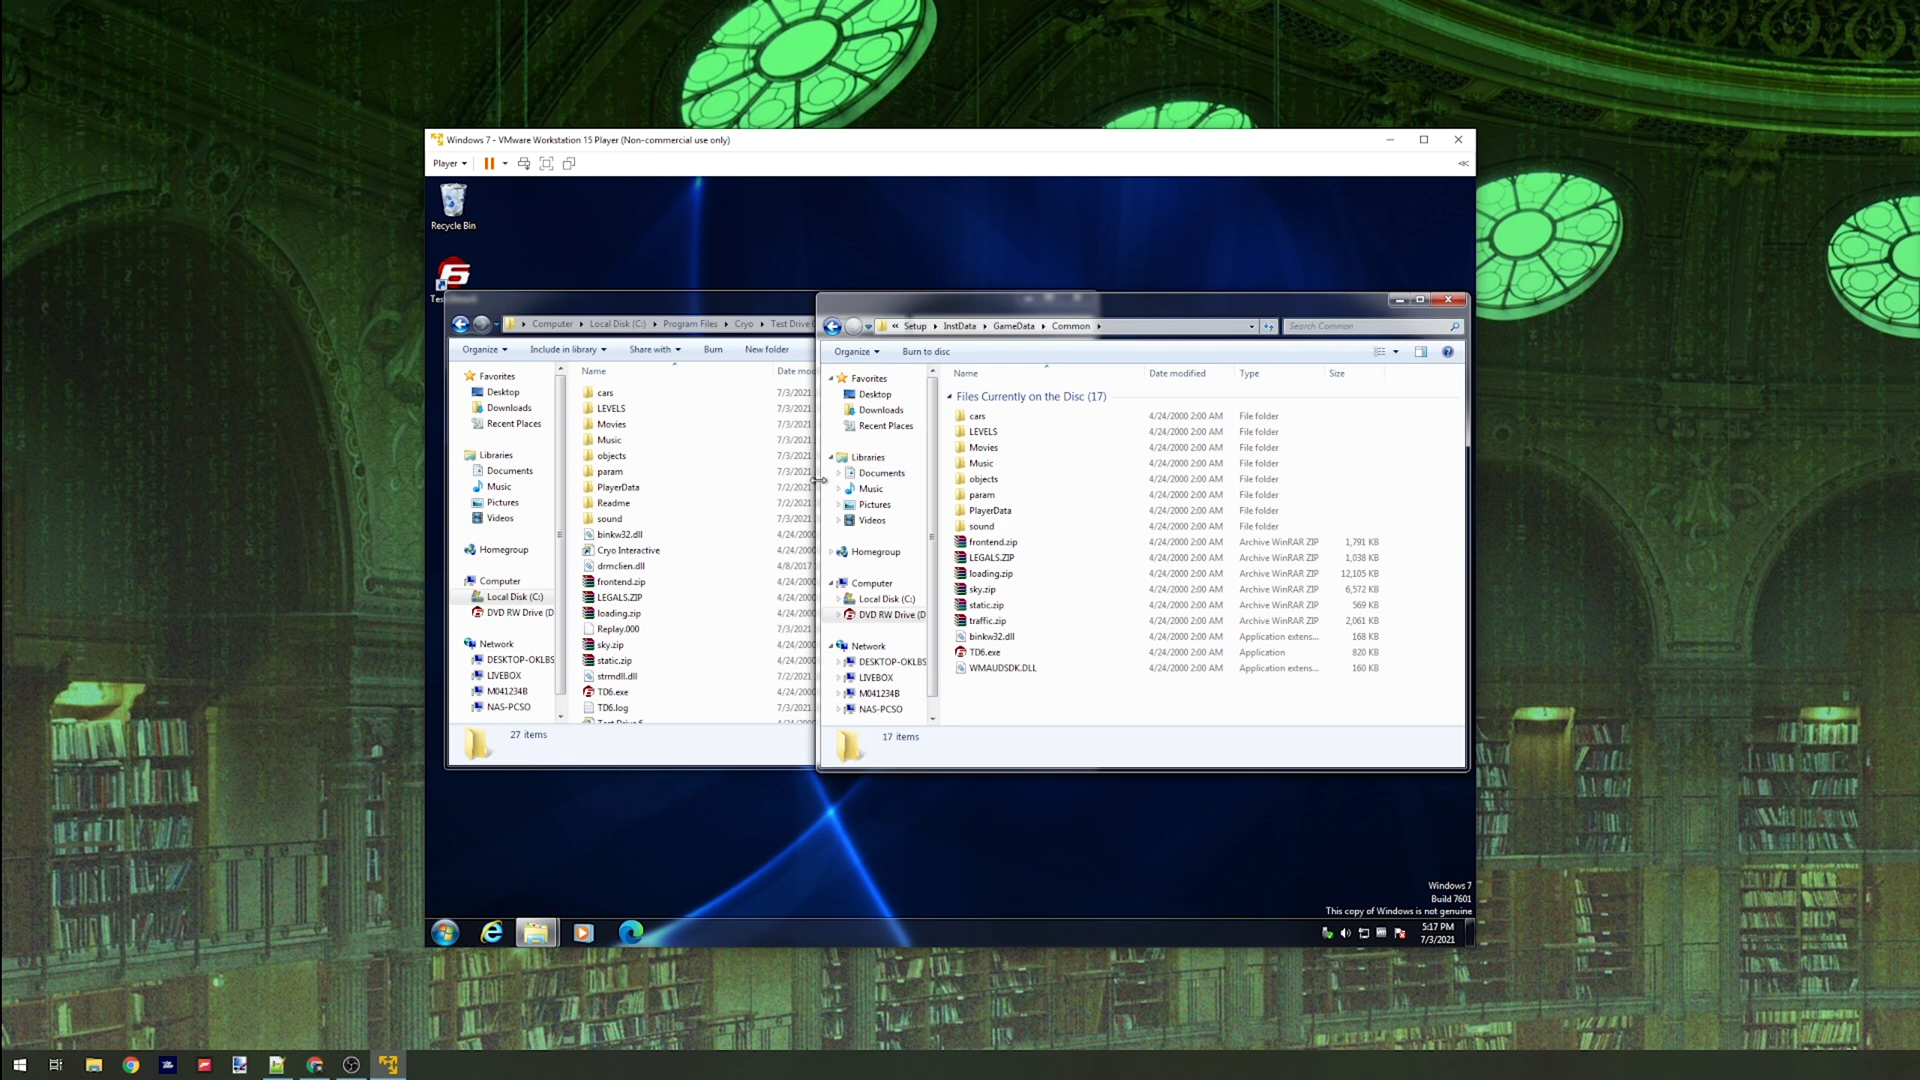 Windows 7 - VMware Workstation 15 Player (Non-commercial use only)
Player
Recycle Bin
Computer Local Disk (C:) Program Files Cryo Test Drive
Organize Include in library Share with Burn New folder
Name Date mod
Favorites
Desktop
Downloads
Recent Places
Libraries
Documents
Music
Pictures
Videos
Homegroup
Computer
Local Disk (C:)
DVD RW Drive (D
Network
DESKTOP-OKLBS
LIVEBOX
M041234B
NAS-PCSO
cars 7/3/2021
LEVELS 7/3/2021
Movies 7/3/2021
Music 7/3/2021
objects 7/3/2021
param 7/3/2021
PlayerData 7/2/2021
Readme 7/2/2021
sound 7/3/2021
binkw32.dll 4/24/2000
Cryo Interactive 4/24/2000
drmclien.dll 4/8/2017
frontend.zip 4/24/2000
LEGALS.ZIP 4/24/2000
loading.zip 4/24/2000
Replay.000 7/3/2021
sky.zip 4/24/2000
static.zip 4/24/2000
strmdll.dll 7/2/2021
TD6.exe 4/24/2000
TD6.log 7/3/2021
27 items
« Setup InstData GameData Common
Search Common
Organize Burn to disc
Name Date modified Type Size
Favorites
Desktop
Downloads
Recent Places
Libraries
Documents
Music
Pictures
Videos
Homegroup
Computer
Local Disk (C:)
DVD RW Drive (D
Network
DESKTOP-OKLBS
LIVEBOX
M041234B
NAS-PCSO
Files Currently on the Disc (17)
cars 4/24/2000 2:00 AM File folder
LEVELS 4/24/2000 2:00 AM File folder
Movies 4/24/2000 2:00 AM File folder
Music 4/24/2000 2:00 AM File folder
objects 4/24/2000 2:00 AM File folder
param 4/24/2000 2:00 AM File folder
PlayerData 4/24/2000 2:00 AM File folder
sound 4/24/2000 2:00 AM File folder
frontend.zip 4/24/2000 2:00 AM Archive WinRAR ZIP 1,791 KB
LEGALS.ZIP 4/24/2000 2:00 AM Archive WinRAR ZIP 1,038 KB
loading.zip 4/24/2000 2:00 AM Archive WinRAR ZIP 12,105 KB
sky.zip 4/24/2000 2:00 AM Archive WinRAR ZIP 6,572 KB
static.zip 4/24/2000 2:00 AM Archive WinRAR ZIP 569 KB
traffic.zip 4/24/2000 2:00 AM Archive WinRAR ZIP 2,061 KB
binkw32.dll 4/24/2000 2:00 AM Application extens... 168 KB
TD6.exe 4/24/2000 2:00 AM Application 820 KB
WMAUDSDK.DLL 4/24/2000 2:00 AM Application extens... 160 KB
17 items
Windows 7
Build 7601
This copy of Windows is not genuine
5:17 PM
7/3/2021